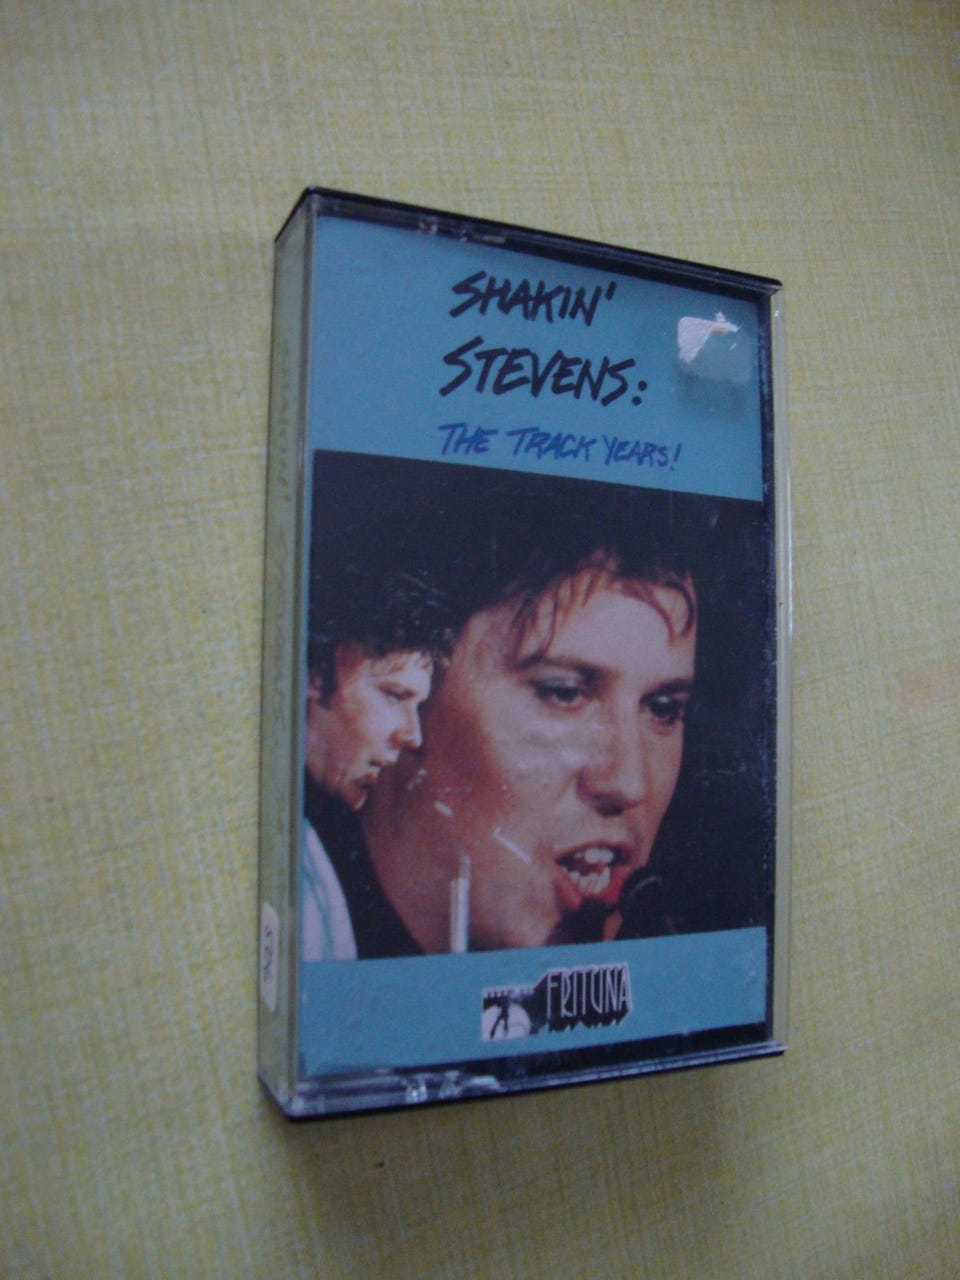 SHAKIN'
STEVENS:
THE TRACK YEARS!
FRITUNA